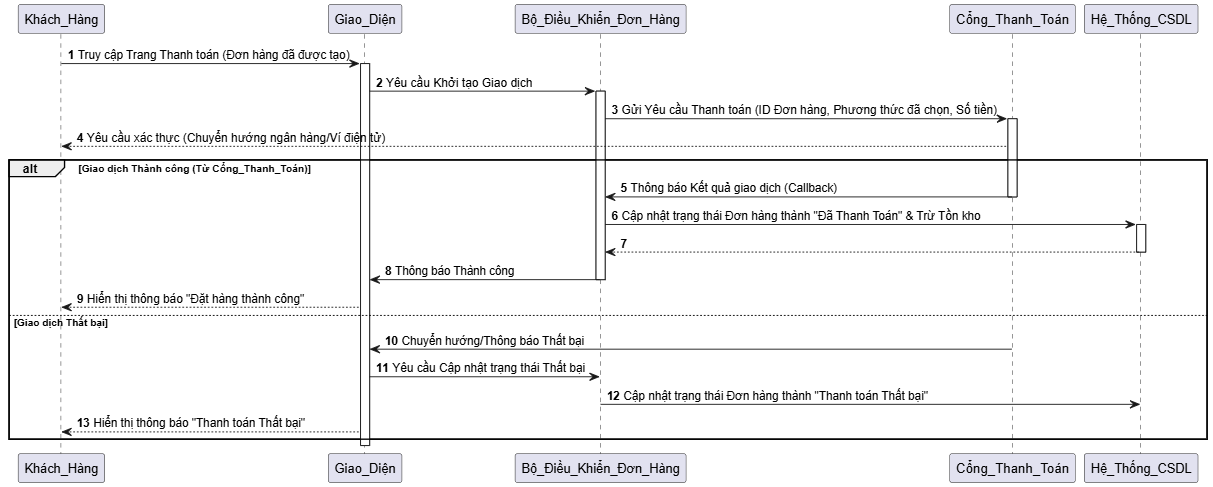 Khách_Hàng Giao_Diện Bộ_Điều_Khiển_Đơn_Hàng Cổng_Thanh_Toán Hệ_Thống_CSDL
1 Truy cập Trang Thanh toán (Đơn hàng đã được tạo)
2 Yêu cầu Khởi tạo Giao dịch
3 Gửi Yêu cầu Thanh toán (ID Đơn hàng, Phương thức đã chọn, Số tiền)
4 Yêu cầu xác thực (Chuyển hướng ngân hàng/Ví điện tử)
alt [Giao dịch Thành công (Từ Cổng_Thanh_Toán)]
5 Thông báo Kết quả giao dịch (Callback)
6 Cập nhật trạng thái Đơn hàng thành "Đã Thanh Toán" & Trừ Tồn kho
7
8 Thông báo Thành công
9 Hiển thị thông báo "Đặt hàng thành công"
[Giao dịch Thất bại]
10 Chuyển hướng/Thông báo Thất bại
11 Yêu cầu Cập nhật trạng thái Thất bại
12 Cập nhật trạng thái Đơn hàng thành "Thanh toán Thất bại"
13 Hiển thị thông báo "Thanh toán Thất bại"
Khách_Hàng Giao_Diện Bộ_Điều_Khiển_Đơn_Hàng Cổng_Thanh_Toán Hệ_Thống_CSDL